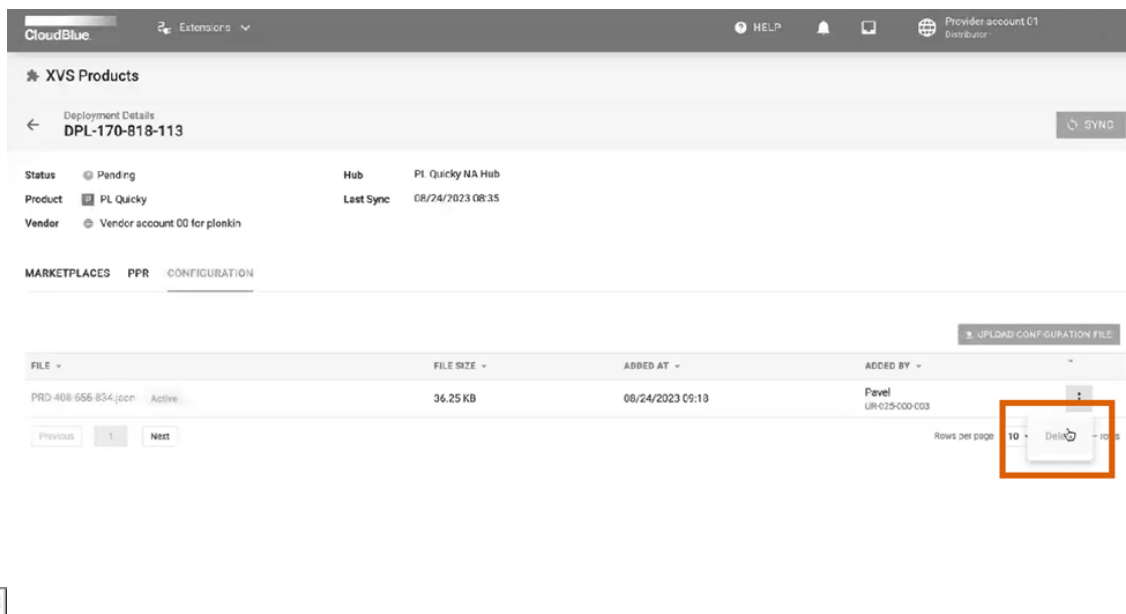 CloudBlue Extensions HELP Provider account 01
Distributor
XVS Products
Deployment Details
DPL-170-818-113
SYNC
Status Pending Hub PL Quicky NA Hub
Product PL Quicky Last Sync 08/24/2023 08:35
Vendor Vendor account 00 for plonkin
MARKETPLACES PPR CONFIGURATION
UPLOAD CONFIGURATION FILE
FILE FILE SIZE ADDED AT ADDED BY
PRD-408-656-834.json Active 36.25 KB 08/24/2023 09:18 Pavel
UR-025-000-003
Previous 1 Next Rows per page 10 rows